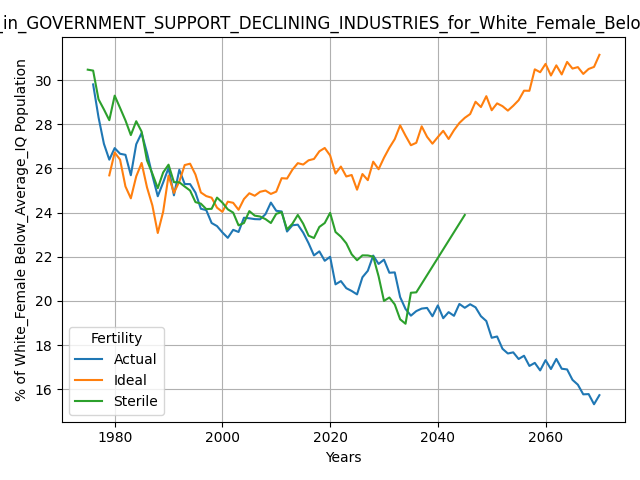 _in_GOVERNMENT_SUPPORT_DECLINING_INDUSTRIES_for_White_Female_Belo
% of White_Female Below_Average_IQ Population
30
28
26
24
22
20
18
16
Fertility
Actual
Ideal
Sterile
1980
2000
2020
2040
2060
Years